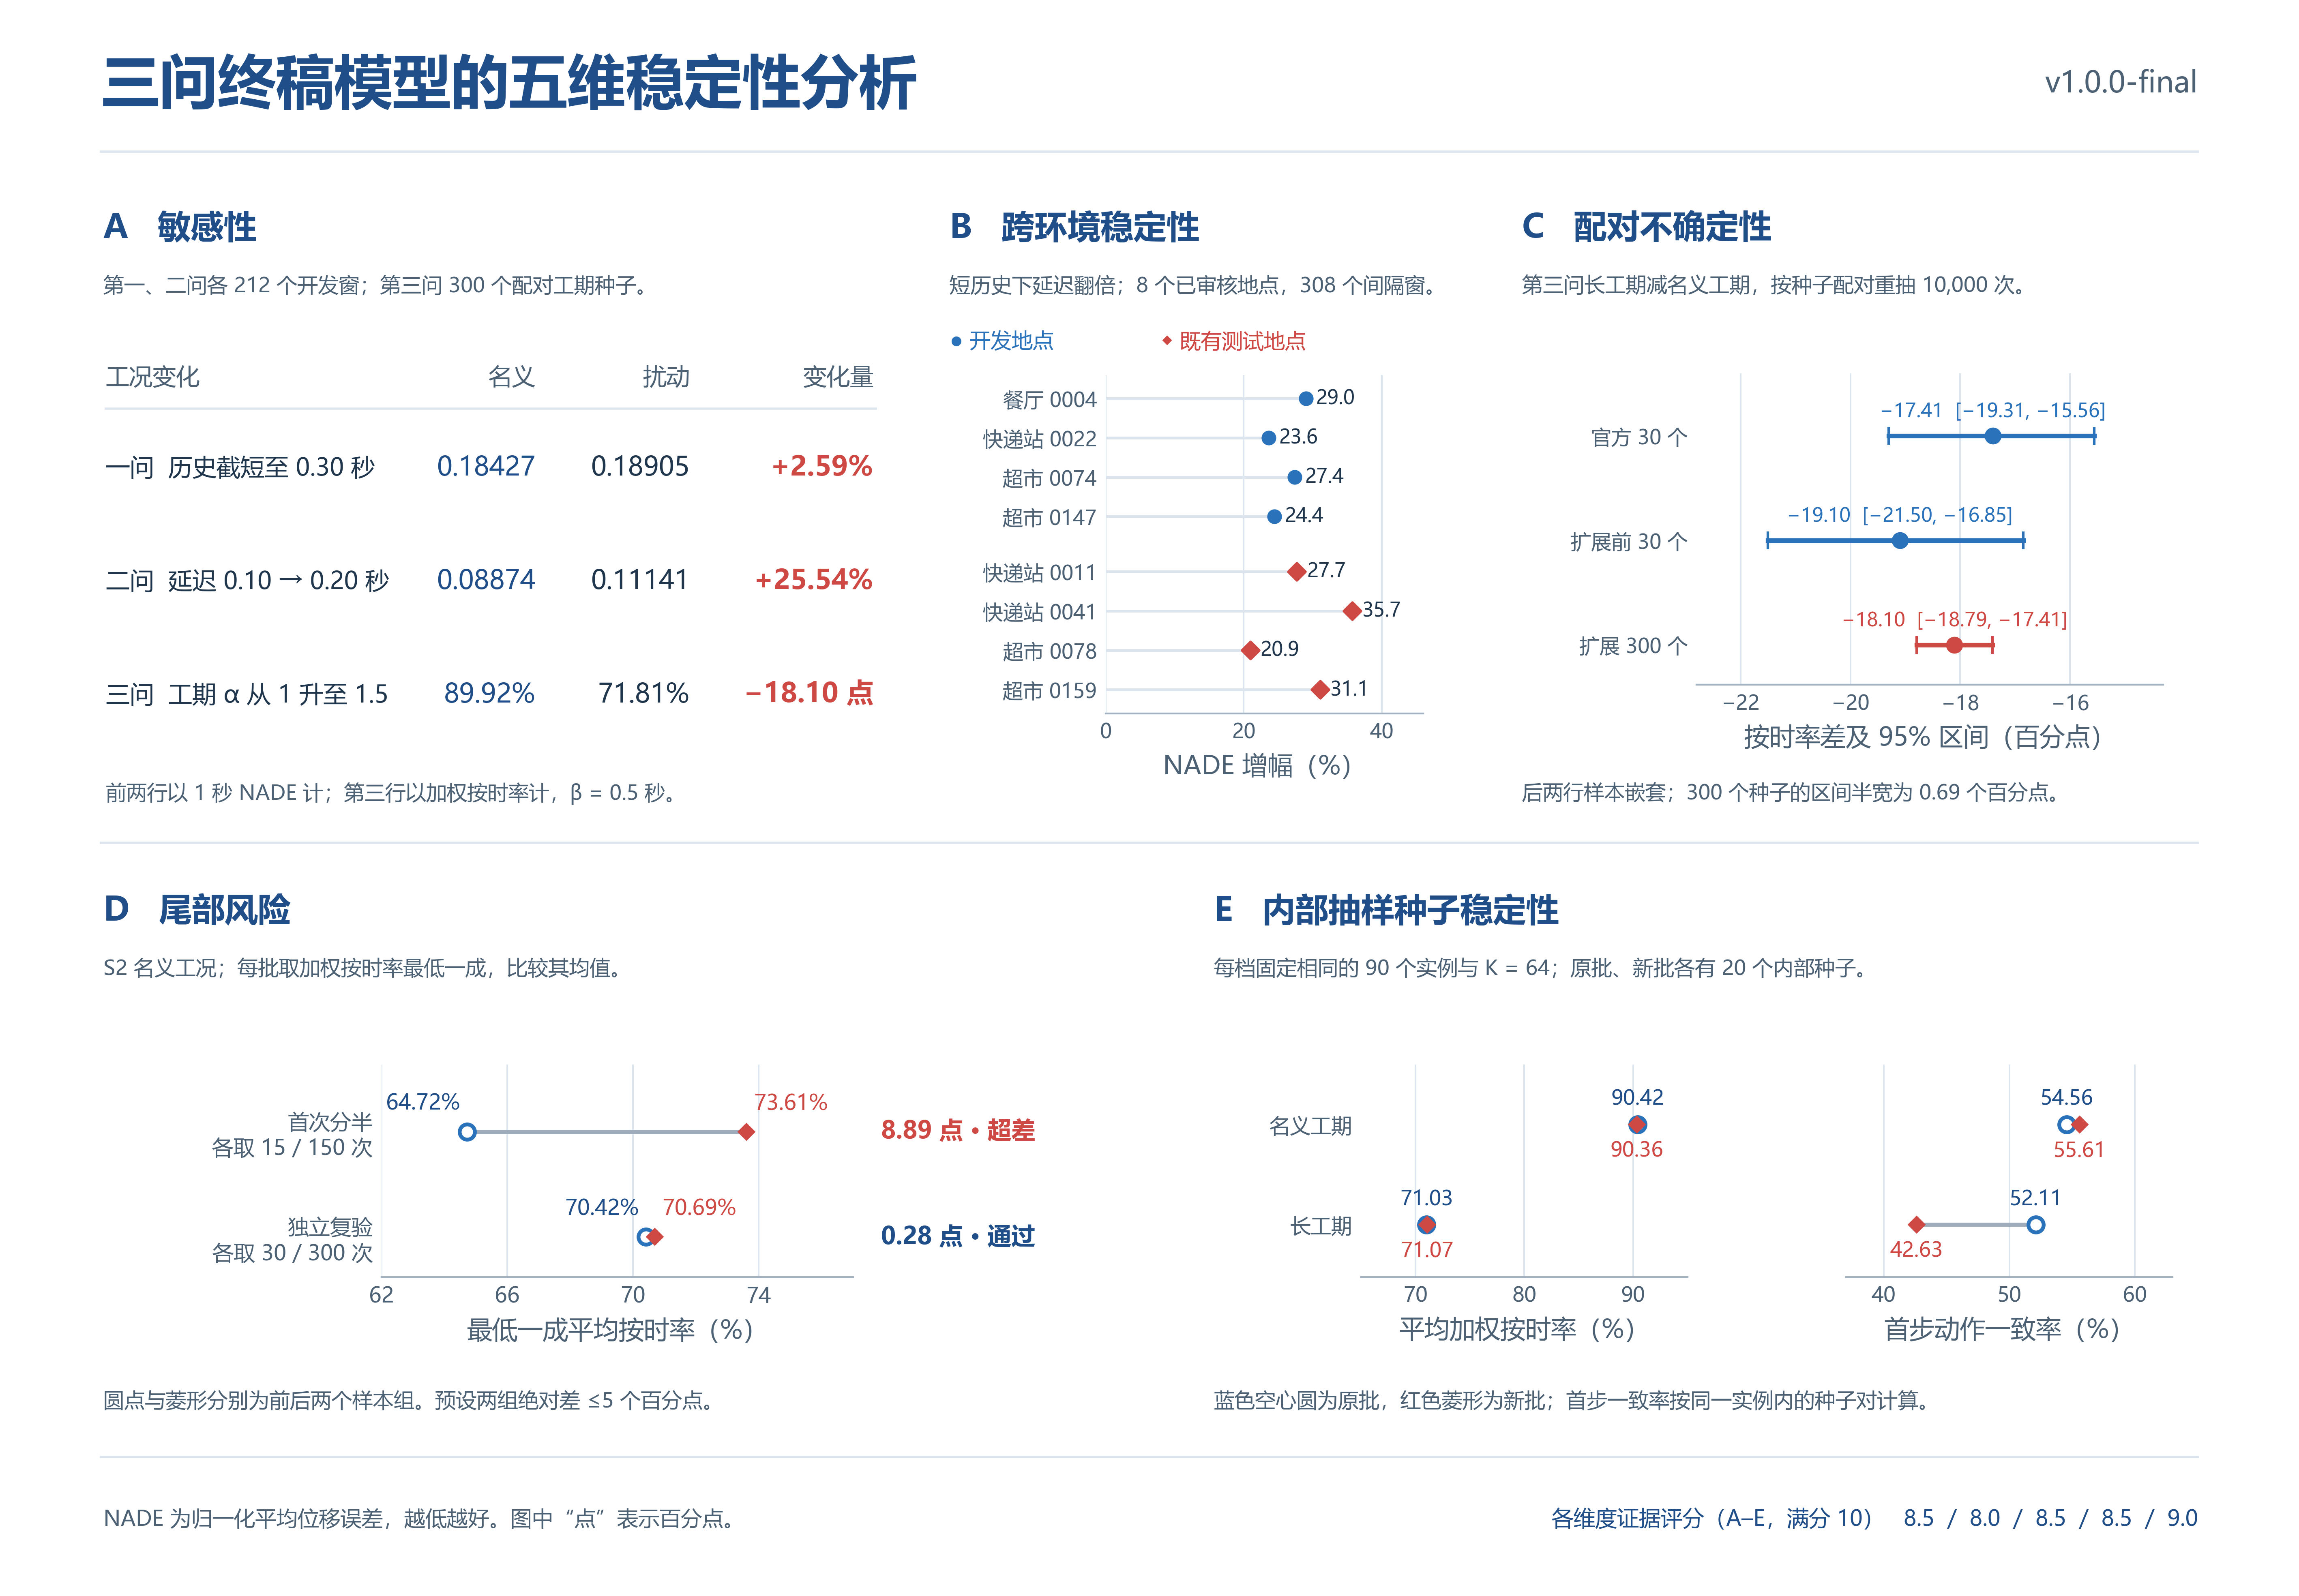 三问终稿模型的五维稳定性分析
v1.0.0-final
A 敏感性
第一、二问各 212 个开发窗；第三问 300 个配对工期种子。
工况变化 名义 扰动 变化量
一问 历史截短至 0.30 秒 0.18427 0.18905 +2.59%
二问 延迟 0.10 → 0.20 秒 0.08874 0.11141 +25.54%
三问 工期 α 从 1 升至 1.5 89.92% 71.81% −18.10 点
前两行以 1 秒 NADE 计；第三行以加权按时率计，β = 0.5 秒。
B 跨环境稳定性
短历史下延迟翻倍；8 个已审核地点，308 个间隔窗。
开发地点 既有测试地点
餐厅 0004 29.0
快递站 0022 23.6
超市 0074 27.4
超市 0147 24.4
快递站 0011 27.7
快递站 0041 35.7
超市 0078 20.9
超市 0159 31.1
0 20 40
NADE 增幅（%）
C 配对不确定性
第三问长工期减名义工期，按种子配对重抽 10,000 次。
−17.41 [−19.31, −15.56]
官方 30 个
−19.10 [−21.50, −16.85]
扩展前 30 个
−18.10 [−18.79, −17.41]
扩展 300 个
−22 −20 −18 −16
按时率差及 95% 区间（百分点）
后两行样本嵌套；300 个种子的区间半宽为 0.69 个百分点。
D 尾部风险
S2 名义工况；每批取加权按时率最低一成，比较其均值。
64.72% 73.61%
首次分半
各取 15 / 150 次
8.89 点 • 超差
70.42% 70.69%
独立复验
各取 30 / 300 次
0.28 点 • 通过
62 66 70 74
最低一成平均按时率（%）
圆点与菱形分别为前后两个样本组。预设两组绝对差 ≤5 个百分点。
E 内部抽样种子稳定性
每档固定相同的 90 个实例与 K = 64；原批、新批各有 20 个内部种子。
90.42 54.56
名义工期
90.36 55.61
71.03 52.11
长工期
71.07 42.63
70 80 90
平均加权按时率（%）
40 50 60
首步动作一致率（%）
蓝色空心圆为原批，红色菱形为新批；首步一致率按同一实例内的种子对计算。
NADE 为归一化平均位移误差，越低越好。图中“点”表示百分点。
各维度证据评分（A–E，满分 10） 8.5 / 8.0 / 8.5 / 8.5 / 9.0